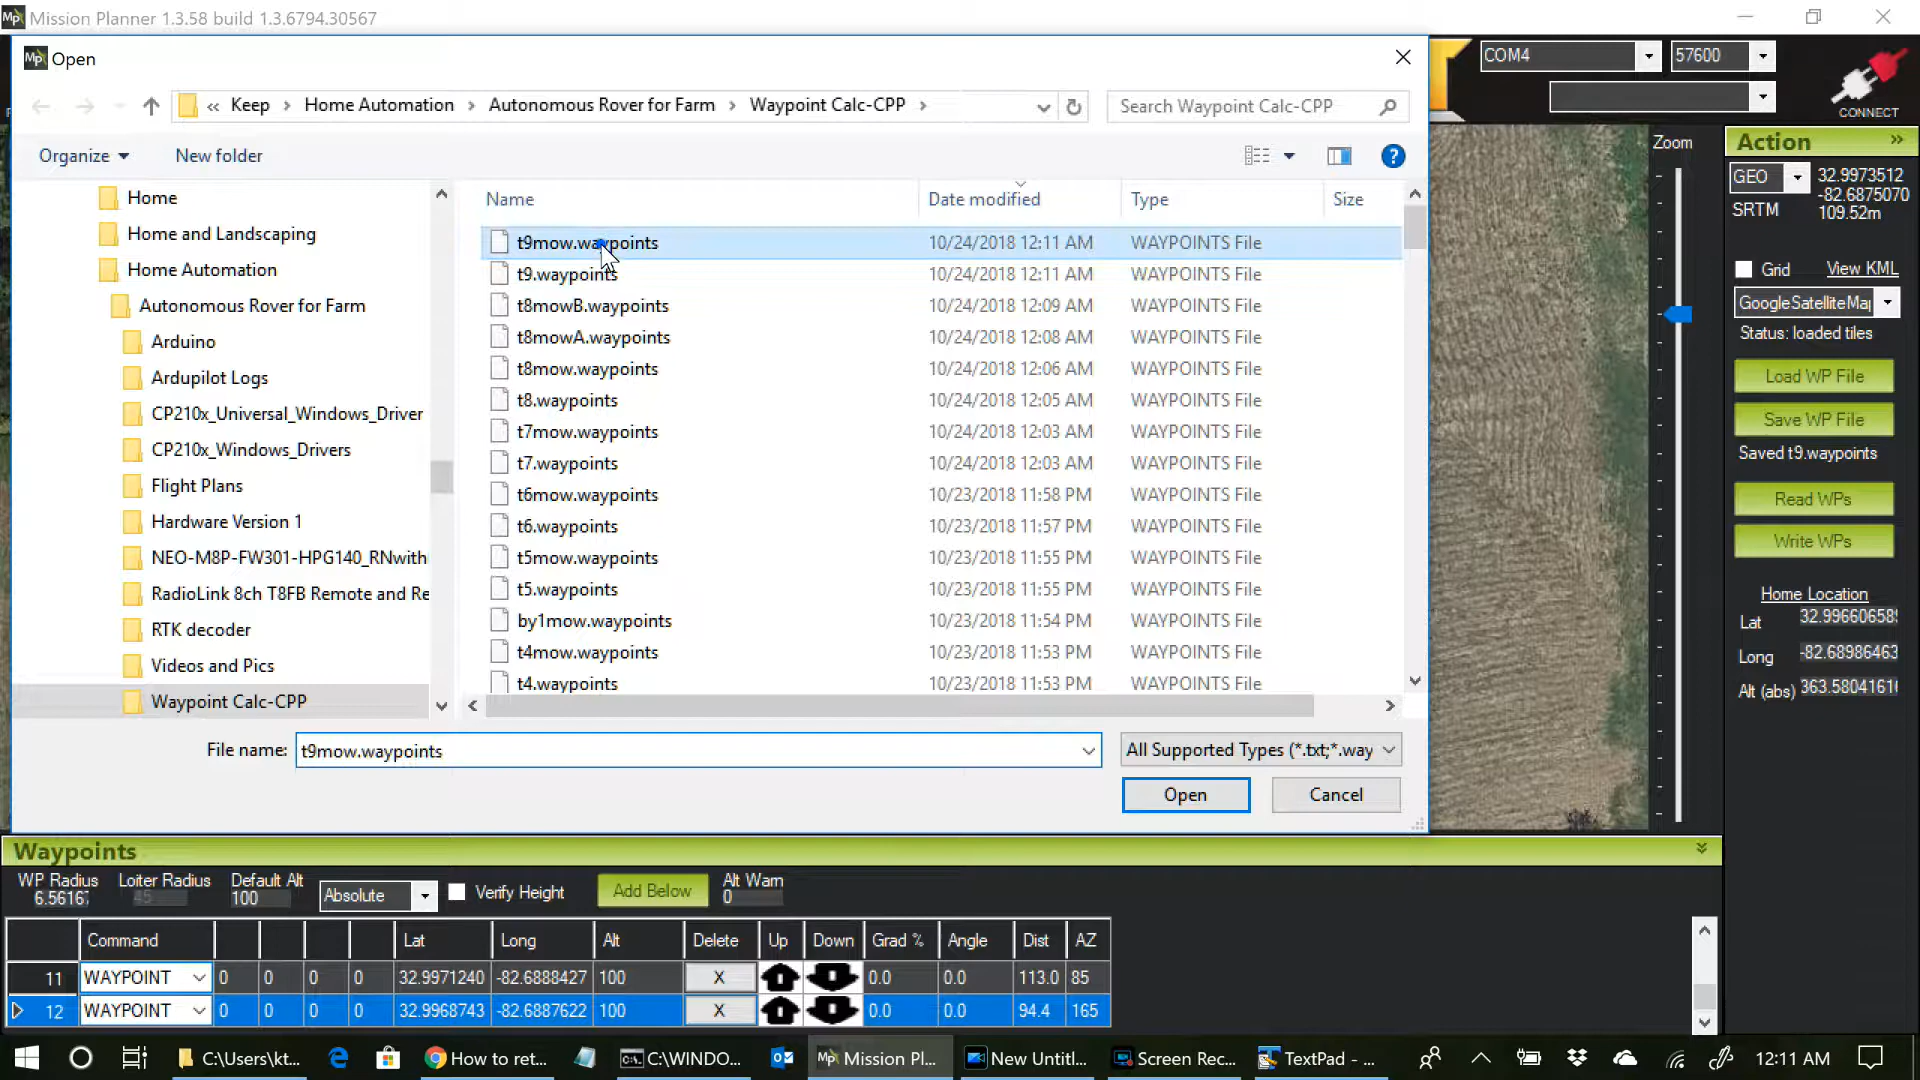 Mission Planner 1.3.58 build 1.3.6794.30567
Open
« Keep > Home Automation > Autonomous Rover for Farm > Waypoint Calc-CPP >
Search Waypoint Calc-CPP
COM4
57600
CONNECT
Organize
New folder
Home
Home and Landscaping
Home Automation
Autonomous Rover for Farm
Arduino
Ardupilot Logs
CP210x_Universal_Windows_Driver
CP210x_Windows_Drivers
Flight Plans
Hardware Version 1
NEO-M8P-FW301-HPG140_RNwith
RadioLink 8ch T8FB Remote and Re
RTK decoder
Videos and Pics
Waypoint Calc-CPP
Name Date modified Type Size
t9mow.waypoints 10/24/2018 12:11 AM WAYPOINTS File
t9.waypoints 10/24/2018 12:11 AM WAYPOINTS File
t8mowB.waypoints 10/24/2018 12:09 AM WAYPOINTS File
t8mowA.waypoints 10/24/2018 12:08 AM WAYPOINTS File
t8mow.waypoints 10/24/2018 12:06 AM WAYPOINTS File
t8.waypoints 10/24/2018 12:05 AM WAYPOINTS File
t7mow.waypoints 10/24/2018 12:03 AM WAYPOINTS File
t7.waypoints 10/24/2018 12:03 AM WAYPOINTS File
t6mow.waypoints 10/23/2018 11:58 PM WAYPOINTS File
t6.waypoints 10/23/2018 11:57 PM WAYPOINTS File
t5mow.waypoints 10/23/2018 11:55 PM WAYPOINTS File
t5.waypoints 10/23/2018 11:55 PM WAYPOINTS File
by1mow.waypoints 10/23/2018 11:54 PM WAYPOINTS File
t4mow.waypoints 10/23/2018 11:53 PM WAYPOINTS File
t4.waypoints 10/23/2018 11:53 PM WAYPOINTS File
File name: t9mow.waypoints
All Supported Types (*.txt;*.way
Open
Cancel
Zoom
Action »
GEO 32.9973512
-82.6875070
SRTM 109.52m
Grid View KML
GoogleSatelliteMap
Status: loaded tiles
Load WP File
Save WP File
Saved t9.waypoints
Read WPs
Write WPs
Home Location
Lat 32.99660658
Long -82.68986463
Alt (abs) 363.5804161
Waypoints
WP Radius Loiter Radius Default Alt
6.5616 45 100 Absolute Verify Height Add Below
Alt Warn
0
Command Lat Long Alt Delete Up Down Grad % Angle Dist AZ
11 WAYPOINT 0 0 0 0 32.9971240 -82.6888427 100 X 0.0 0.0 113.0 85
12 WAYPOINT 0 0 0 0 32.9968743 -82.6887622 100 X 0.0 0.0 94.4 165
C:\Users\kt...
How to ret...
C:\WINDO...
Mission Pl...
New Untitl...
Screen Rec...
TextPad - ...
12:11 AM